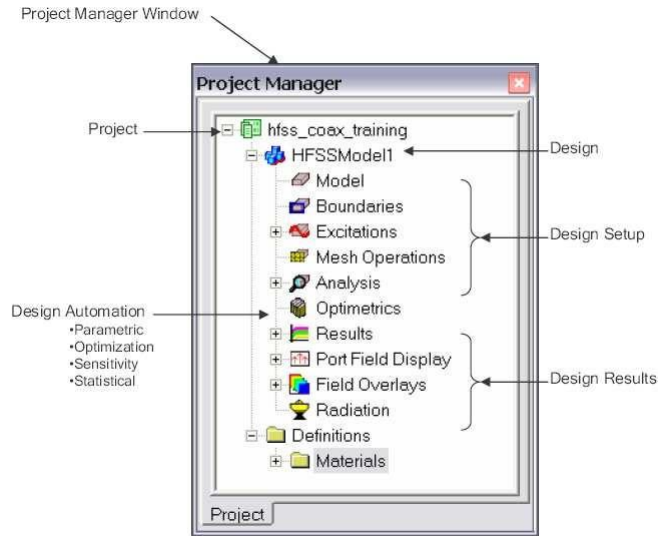 Project Manager Window
Project Manager
Project
hfss_coax_training
HFSSModel1
Design
Model
Boundaries
Excitations
Design Setup
Mesh Operations
Analysis
Design Automation
•Parametric
•Optimization
•Sensitivity
•Statistical
Optimetrics
Results
Port Field Display
Field Overlays
Design Results
Radiation
Definitions
Materials
Project